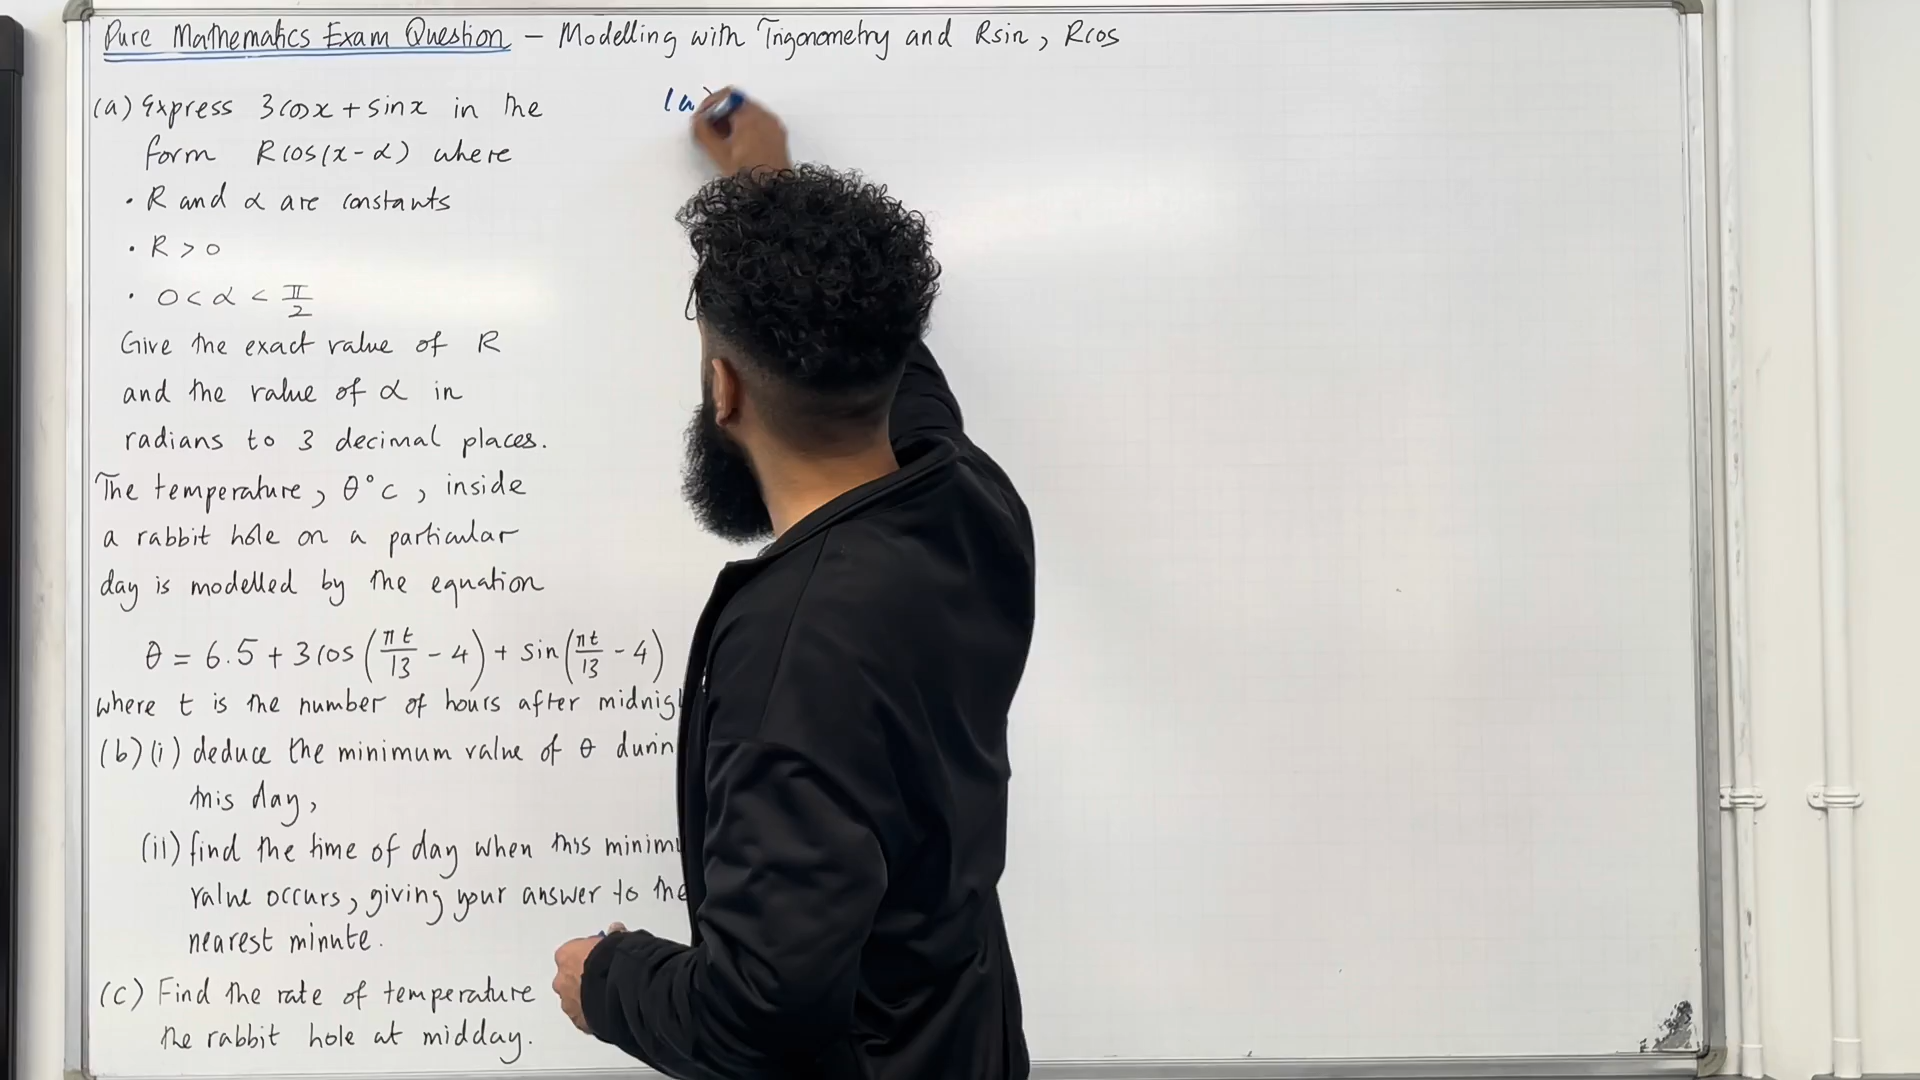 Pure Mathematics Exam Question - Modelling with Trigonometry and Rsin, Rcos
(a) Express 3cosx + sinx in the
form Rcos(x-α) where
• R and α are constants
• R > 0
• 0 < α < π/2
Give the exact value of R
and the value of α in
radians to 3 decimal places.
The temperature, θ°c, inside
a rabbit hole on a particular
day is modelled by the equation
θ = 6.5 + 3cos(πt/13 - 4) + sin(πt/13 - 4)
where t is the number of hours after
(b)(i) deduce the minimum value of θ
this day,
(ii) find the time of day when this
value occurs, giving your answer to the
nearest minute.
(c) Find the rate of temperature
the rabbit hole at midday.
(a)